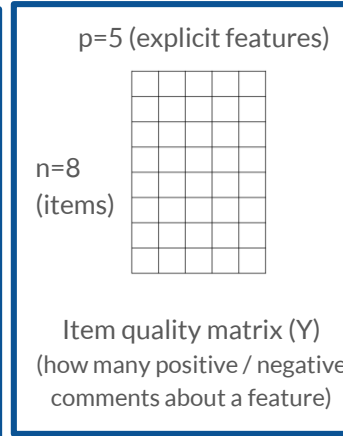 p=5 (explicit features)
n=8
(items)
Item quality matrix (Y)
(how many positive / negative
comments about a feature)